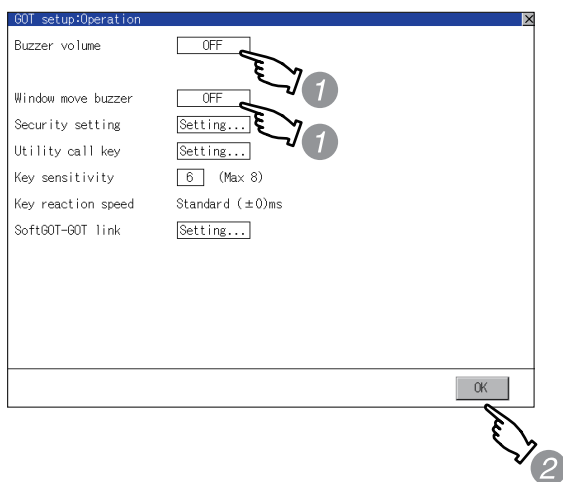 GOT setup:Operation
Buzzer volume OFF
1
Window move buzzer OFF
1
Security setting Setting...
Utility call key Setting...
Key sensitivity 6 (Max 8)
Key reaction speed Standard (±0)ms
SoftGOT-GOT link Setting...
OK
2